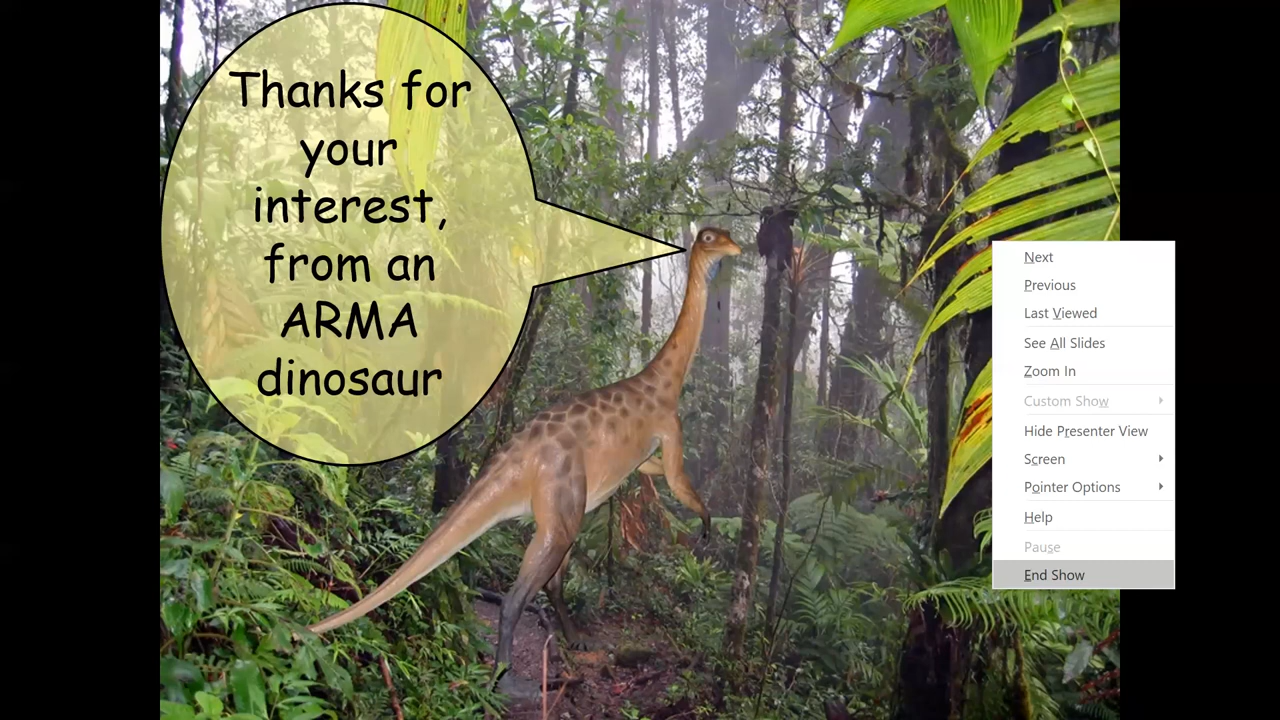 Thanks for
your
interest,
from an
ARMA
dinosaur
Next
Previous
Last Viewed
See All Slides
Zoom In
Custom Show
Hide Presenter View
Screen
Pointer Options
Help
Pause
End Show